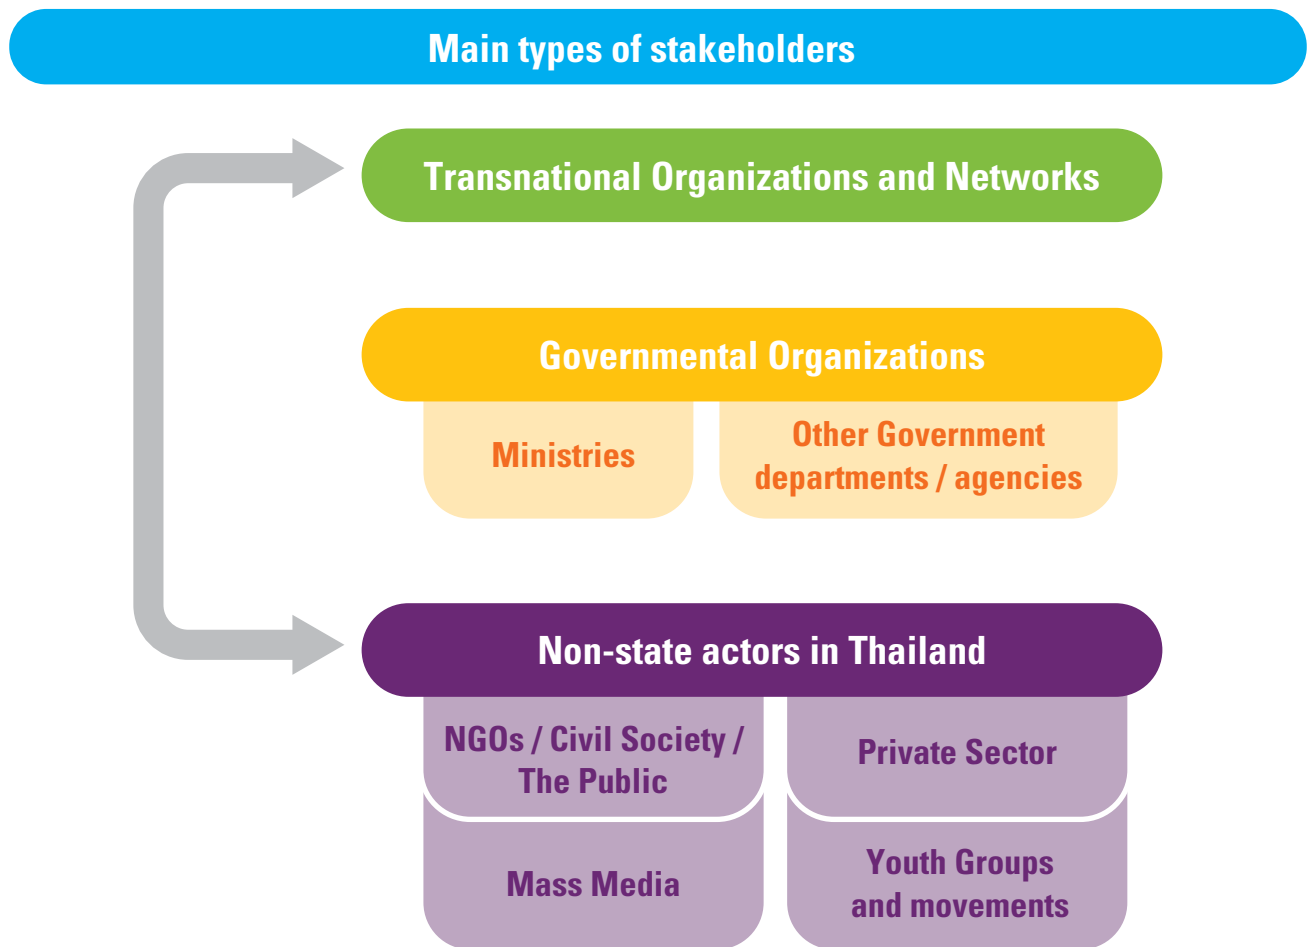 Main types of stakeholders
Transnational Organizations and Networks
Governmental Organizations
Ministries
Other Government
departments / agencies
Non-state actors in Thailand
NGOs / Civil Society /
The Public
Private Sector
Mass Media
Youth Groups
and movements